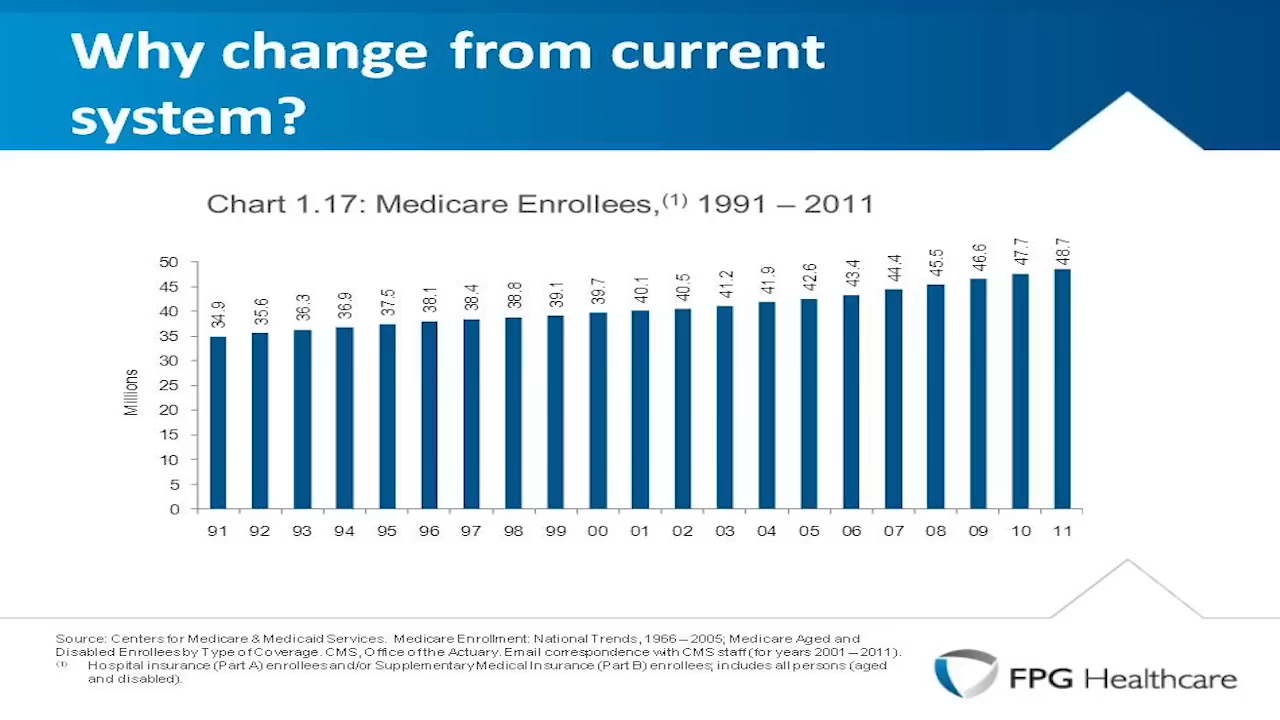 Why change from current
system?
Chart 1.17: Medicare Enrollees,(1) 1991 – 2011
Millions
50
45
40
35
30
25
20
15
10
5
0
34.9 35.6 36.3 36.9 37.5 38.1 38.4 38.8 39.1 39.7 40.1 40.5 41.2 41.9 42.6 43.4 44.4 45.5 46.6 47.7 48.7
91 92 93 94 95 96 97 98 99 00 01 02 03 04 05 06 07 08 09 10 11
Source: Centers for Medicare & Medicaid Services. Medicare Enrollment: National Trends, 1966–2005; Medicare Aged and
Disabled Enrollees by Type of Coverage. CMS, Office of the Actuary. Email correspondence with CMS staff (for years 2001 – 2011).
(1) Hospital insurance (Part A) enrollees and/or Supplementary Medical Insurance (Part B) enrollees; includes all persons (aged
and disabled).
FPG Healthcare